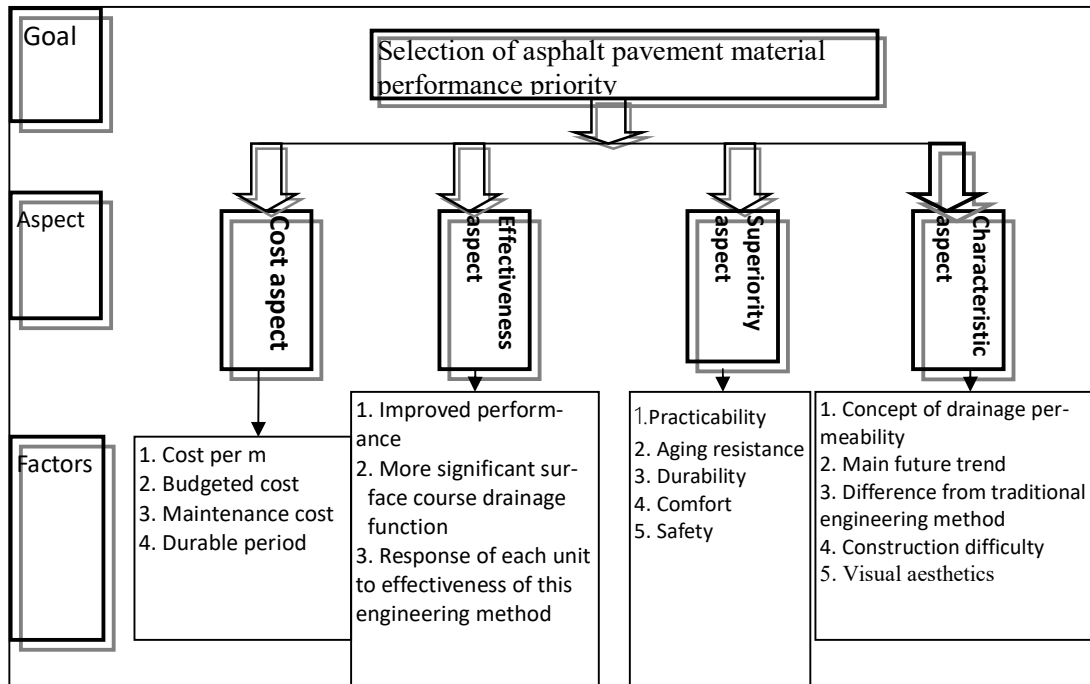 Goal
Selection of asphalt pavement material
performance priority
Aspect
Cost aspect
Effectiveness
aspect
Superiority
aspect
Characteristic
aspect
Factors
1. Cost per m
2. Budgeted cost
3. Maintenance cost
4. Durable period
1. Improved perform-
ance
2. More significant sur-
face course drainage
function
3. Response of each unit
to effectiveness of this
engineering method
1.Practicability
2. Aging resistance
3. Durability
4. Comfort
5. Safety
1. Concept of drainage per-
meability
2. Main future trend
3. Difference from traditional
engineering method
4. Construction difficulty
5. Visual aesthetics